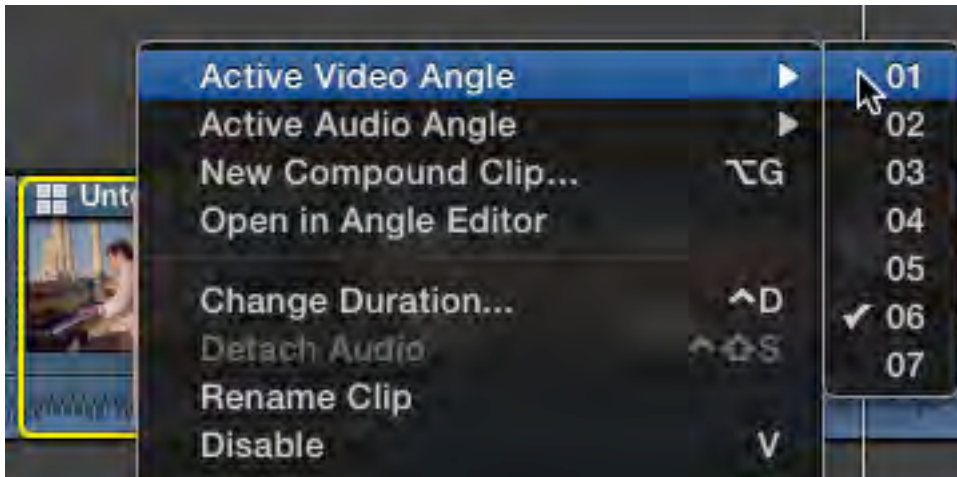 Active Video Angle
Active Audio Angle
New Compound Clip... ⌥G
Open in Angle Editor
Change Duration... ^D
Detach Audio ^⇧S
Rename Clip
Disable V
01
02
03
04
05
✓ 06
07